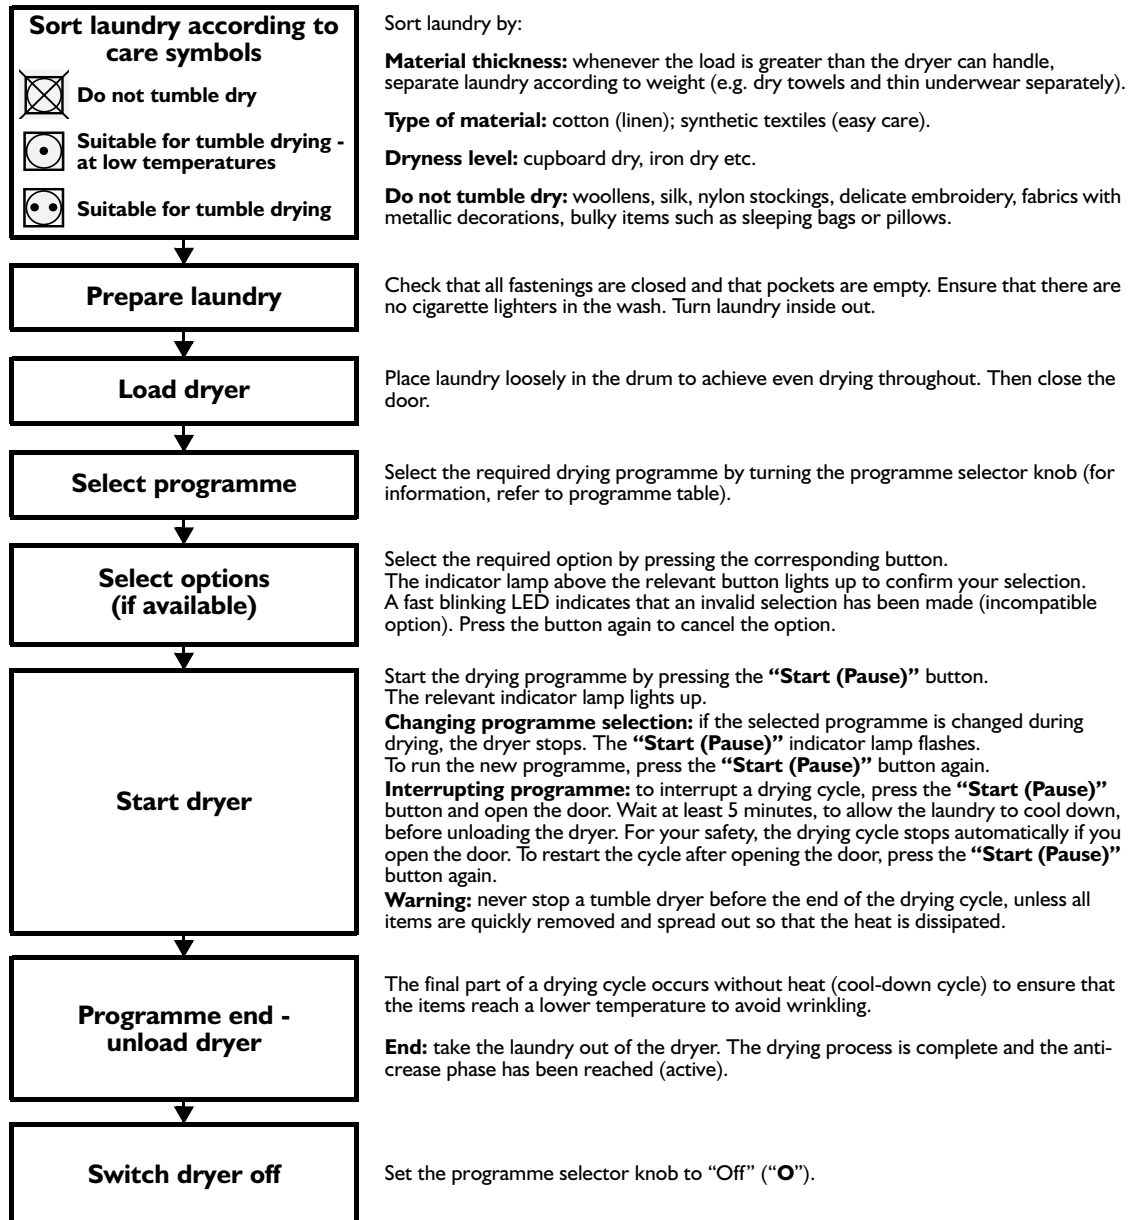 Sort laundry according to
care symbols
Do not tumble dry
Suitable for tumble drying -
at low temperatures
Suitable for tumble drying
Sort laundry by:
Material thickness: whenever the load is greater than the dryer can handle,
separate laundry according to weight (e.g. dry towels and thin underwear separately).
Type of material: cotton (linen); synthetic textiles (easy care).
Dryness level: cupboard dry, iron dry etc.
Do not tumble dry: woollens, silk, nylon stockings, delicate embroidery, fabrics with
metallic decorations, bulky items such as sleeping bags or pillows.
Prepare laundry
Check that all fastenings are closed and that pockets are empty. Ensure that there are
no cigarette lighters in the wash. Turn laundry inside out.
Load dryer
Place laundry loosely in the drum to achieve even drying throughout. Then close the
door.
Select programme
Select the required drying programme by turning the programme selector knob (for
information, refer to programme table).
Select options
(if available)
Select the required option by pressing the corresponding button.
The indicator lamp above the relevant button lights up to confirm your selection.
A fast blinking LED indicates that an invalid selection has been made (incompatible
option). Press the button again to cancel the option.
Start dryer
Start the drying programme by pressing the “Start (Pause)” button.
The relevant indicator lamp lights up.
Changing programme selection: if the selected programme is changed during
drying, the dryer stops. The “Start (Pause)” indicator lamp flashes.
To run the new programme, press the “Start (Pause)” button again.
Interrupting programme: to interrupt a drying cycle, press the “Start (Pause)”
button and open the door. Wait at least 5 minutes, to allow the laundry to cool down,
before unloading the dryer. For your safety, the drying cycle stops automatically if you
open the door. To restart the cycle after opening the door, press the “Start (Pause)”
button again.
Warning: never stop a tumble dryer before the end of the drying cycle, unless all
items are quickly removed and spread out so that the heat is dissipated.
Programme end -
unload dryer
The final part of a drying cycle occurs without heat (cool-down cycle) to ensure that
the items reach a lower temperature to avoid wrinkling.
End: take the laundry out of the dryer. The drying process is complete and the anti-
crease phase has been reached (active).
Switch dryer off
Set the programme selector knob to “Off” (“O”).